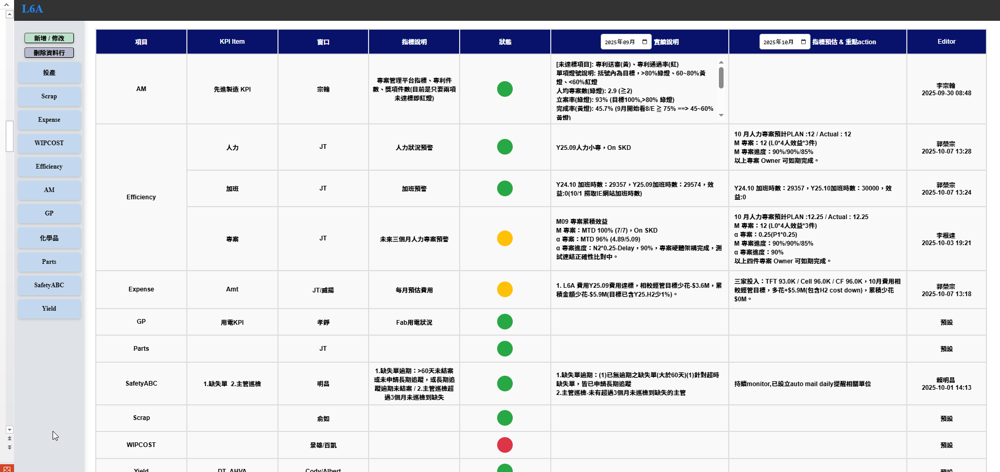 L6A
新增 / 修改
刪除資料行
投產
Scrap
Expense
WIPCOST
Efficiency
AM
GP
化學品
Parts
SafetyABC
Yield
項目
KPI Item
窗口
指標說明
狀態
2025年09月 實績說明
2025年10月 指標預估 & 重點action
Editor
AM
先進製造 KPI
宗翰
專案管理平台指標、專利件
數、獎項件數(目前是只要兩項
未達標即紅燈)
[未達標項目]: 專利送審(黃)、專利通過率(紅)
單項燈號說明: 括號內為目標，>80%綠燈、60~80%黃
燈、<60%紅燈
人均專案數(綠燈): 2.9 (≧2)
立案率(綠燈): 93% (目標100%,>80% 綠燈)
完成率(黃燈): 45.7% (9月開始看8/E ≧ 75% ==> 45~60%
黃燈)
李宗翰
2025-09-30 08:48
Efficiency
人力
JT
人力狀況預警
Y25.09人力小專，On SKD
10 月人力專案預計PLAN :12 / Actual : 12
M 專案：12 (L0*4人效益*3件)
M 專案進度：90%/90%/85%
以上專案 Owner 可如期完成。
郭榮宗
2025-10-07 13:28
加班
JT
加班預警
Y24.10 加班時數：29357，Y25.09加班時數：29574，效
益:0(10/1 撈取IE網站加班時數)
Y24.10 加班時數：29357，Y25.10加班時數：30000，效
益:0
郭榮宗
2025-10-07 13:24
專案
JT
未來三個月人力專案預警
M09 專案累積效益
M 專案：MTD 100% (7/7)，On SKD
α 專案：MTD 96% (4.89/5.09)
α 專案進度：N2*0.25-Delay，90%，專案硬體架構完成，測
試連結正確性比對中。
10 月人力專案預計PLAN :12.25 / Actual : 12.25
M 專案：12 (L0*4人效益*3件)
α 專案：0.25(P1*0.25)
M 專案進度：90%/90%/85%
α 專案進度：90%
以上四件專案 Owner 可如期完成。
李根達
2025-10-03 19:21
Expense
Amt
JT/威揚
每月預估費用
1. L6A 費用Y25.09費用達標，相較經管目標少花-$3.6M，累
積金額少花-$5.9M(目標已含Y25.H2少1%)。
三家投入：TFT 93.0K / Cell 96.0K / CF 96.0K，10月費用相
較經管目標，多花+$5.9M(包含H2 cost down)，累積少花
$0M。
郭榮宗
2025-10-07 13:18
GP
用電KPI
孝錚
Fab用電狀況
預設
Parts
JT
預設
SafetyABC
1.缺失單 2.主管巡檢
明昌
1.缺失單逾期：>60天未結案
或未申請長期追蹤，或長期追
蹤逾期未結案 / 2.主管巡檢超
過3個月未巡檢到缺失
1.缺失單逾期：(1)已無逾期之缺失單(大於60天)(1)針對超時
缺失單，皆已申請長期追蹤
2.主管巡檢-未有超過3個月未巡檢到缺失的主管
持續monitor,已設立auto mail daily提醒相關單位
賴明昌
2025-10-01 14:13
Scrap
俞如
預設
WIPCOST
景雄/百凱
預設
Yield
DT, AHVA
Cody/Albert
預設